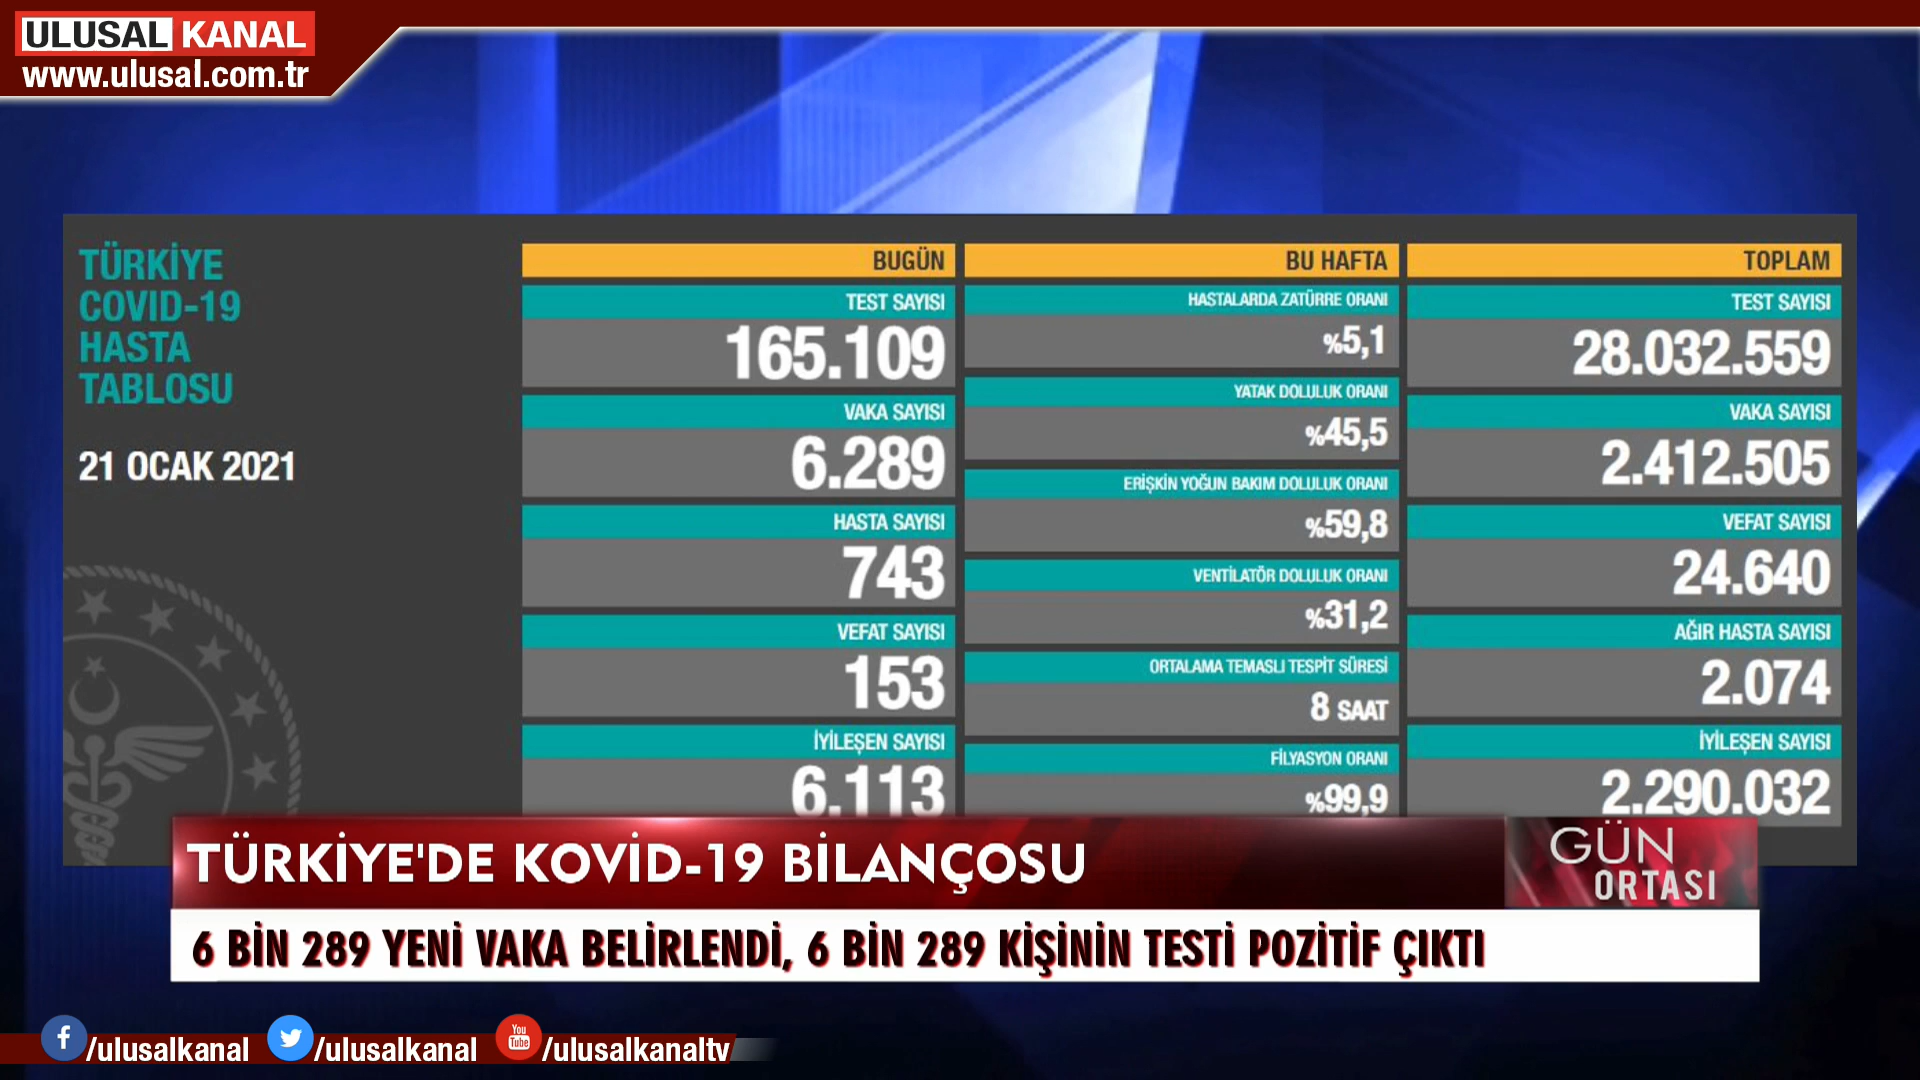 ULUSAL KANAL
www.ulusal.com.tr
TÜRKİYE
COVID-19
HASTA
TABLOSU
21 OCAK 2021
BUGÜN
TEST SAYISI
165.109
VAKA SAYISI
6.289
HASTA SAYISI
743
VEFAT SAYISI
153
İYİLEŞEN SAYISI
6.113
BU HAFTA
HASTALARDA ZATÜRRE ORANI
%5,1
YATAK DOLULUK ORANI
%45,5
ERİŞKİN YOĞUN BAKIM DOLULUK ORANI
%59,8
VENTİLATÖR DOLULUK ORANI
%31,2
ORTALAMA TEMASLI TESPİT SÜRESİ
8 SAAT
FİLYASYON ORANI
%99,9
TOPLAM
TEST SAYISI
28.032.559
VAKA SAYISI
2.412.505
VEFAT SAYISI
24.640
AĞIR HASTA SAYISI
2.074
İYİLEŞEN SAYISI
2.290.032
TÜRKİYE'DE KOVİD-19 BİLANÇOSU
GÜN
ORTASI
6 BİN 289 YENİ VAKA BELİRLENDİ, 6 BİN 289 KİŞİNİN TESTİ POZİTİF ÇIKTI
f /ulusalkanal
/ulusalkanal
You
Tube
/ulusalkanaltv